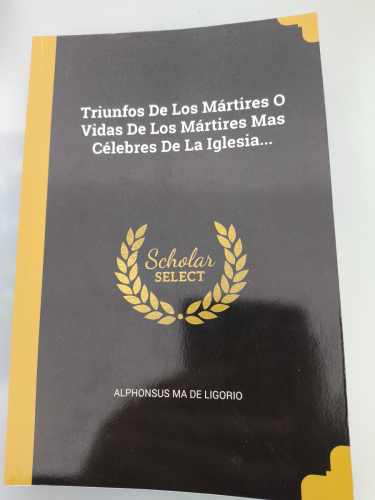 Triunfos De Los Mártires O
Vidas De Los Mártires Mas
Célebres De La Iglesia...
Scholar
SELECT
ALPHONSUS MA DE LIGORIO